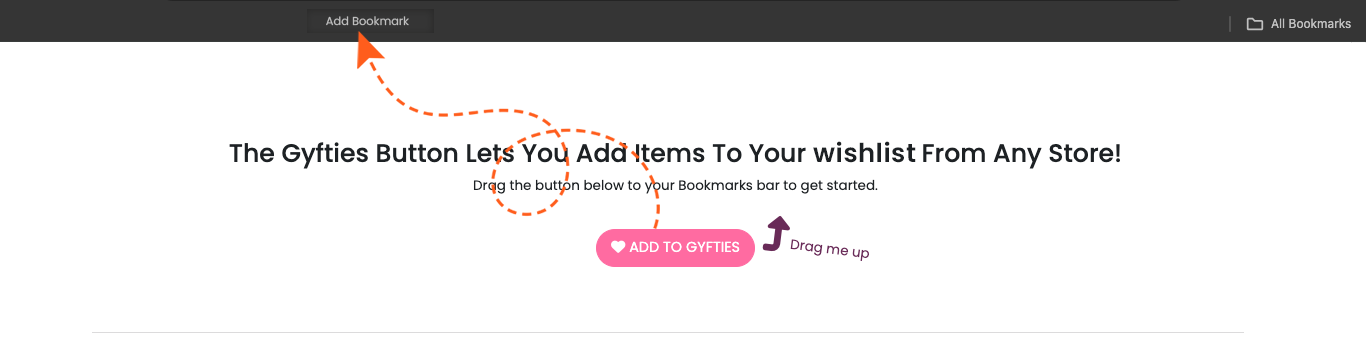 Add Bookmark
All Bookmarks
The Gyfties Button Lets You Add Items To Your wishlist From Any Store!
Drag the button below to your Bookmarks bar to get started.
ADD TO GYFTIES
Drag me up